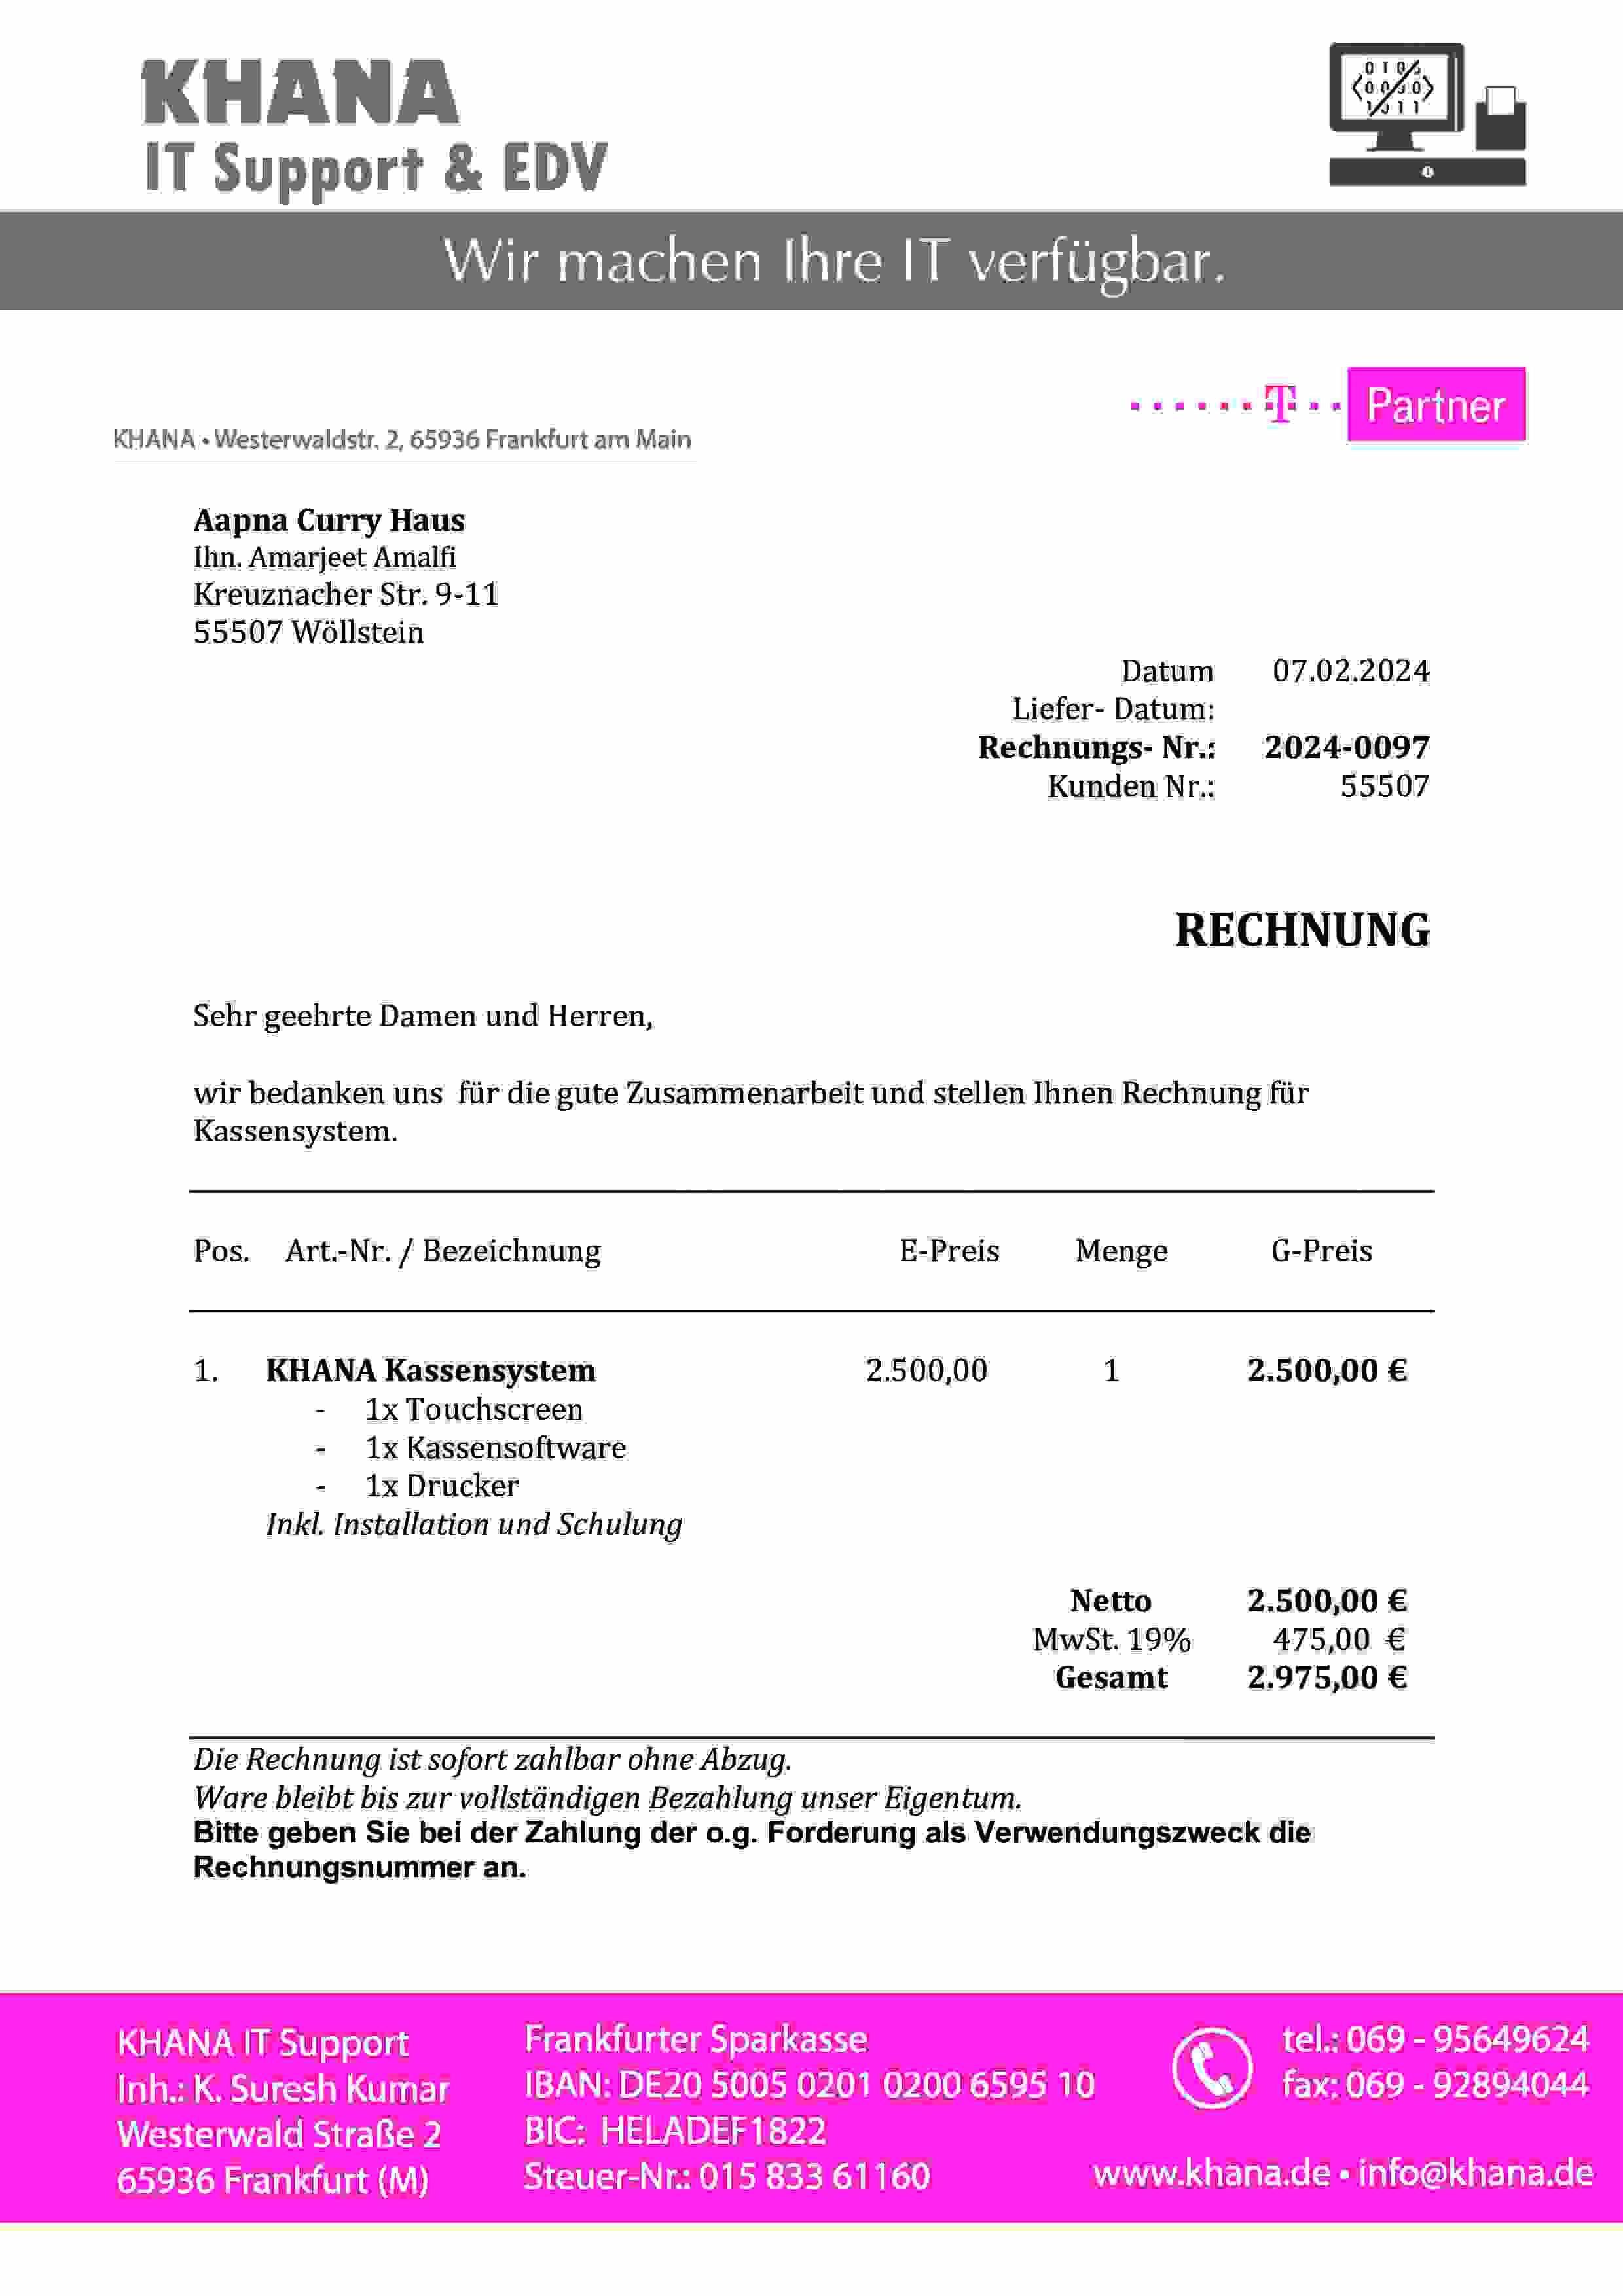 KHANA
IT Support & EDV
Wir machen Ihre IT verfügbar.
T Partner
KHANA • Westerwaldstr. 2, 65936 Frankfurt am Main
Aapna Curry Haus
Ihn. Amarjeet Amalfi
Kreuznacher Str. 9-11
55507 Wöllstein
Datum 07.02.2024
Liefer- Datum:
Rechnungs- Nr.: 2024-0097
Kunden Nr.: 55507
RECHNUNG
Sehr geehrte Damen und Herren,
wir bedanken uns für die gute Zusammenarbeit und stellen Ihnen Rechnung für
Kassensystem.
Pos. Art.-Nr. / Bezeichnung E-Preis Menge G-Preis
1. KHANA Kassensystem 2.500,00 1 2.500,00 €
- 1x Touchscreen
- 1x Kassensoftware
- 1x Drucker
Inkl. Installation und Schulung
Netto 2.500,00 €
MwSt. 19% 475,00 €
Gesamt 2.975,00 €
Die Rechnung ist sofort zahlbar ohne Abzug.
Ware bleibt bis zur vollständigen Bezahlung unser Eigentum.
Bitte geben Sie bei der Zahlung der o.g. Forderung als Verwendungszweck die
Rechnungsnummer an.
KHANA IT Support
Inh.: K. Suresh Kumar
Westerwald Straße 2
65936 Frankfurt (M)
Frankfurter Sparkasse
IBAN: DE20 5005 0201 0200 6595 10
BIC: HELADEF1822
Steuer-Nr.: 015 833 61160
tel.: 069 - 95649624
fax: 069 - 92894044
www.khana.de • info@khana.de